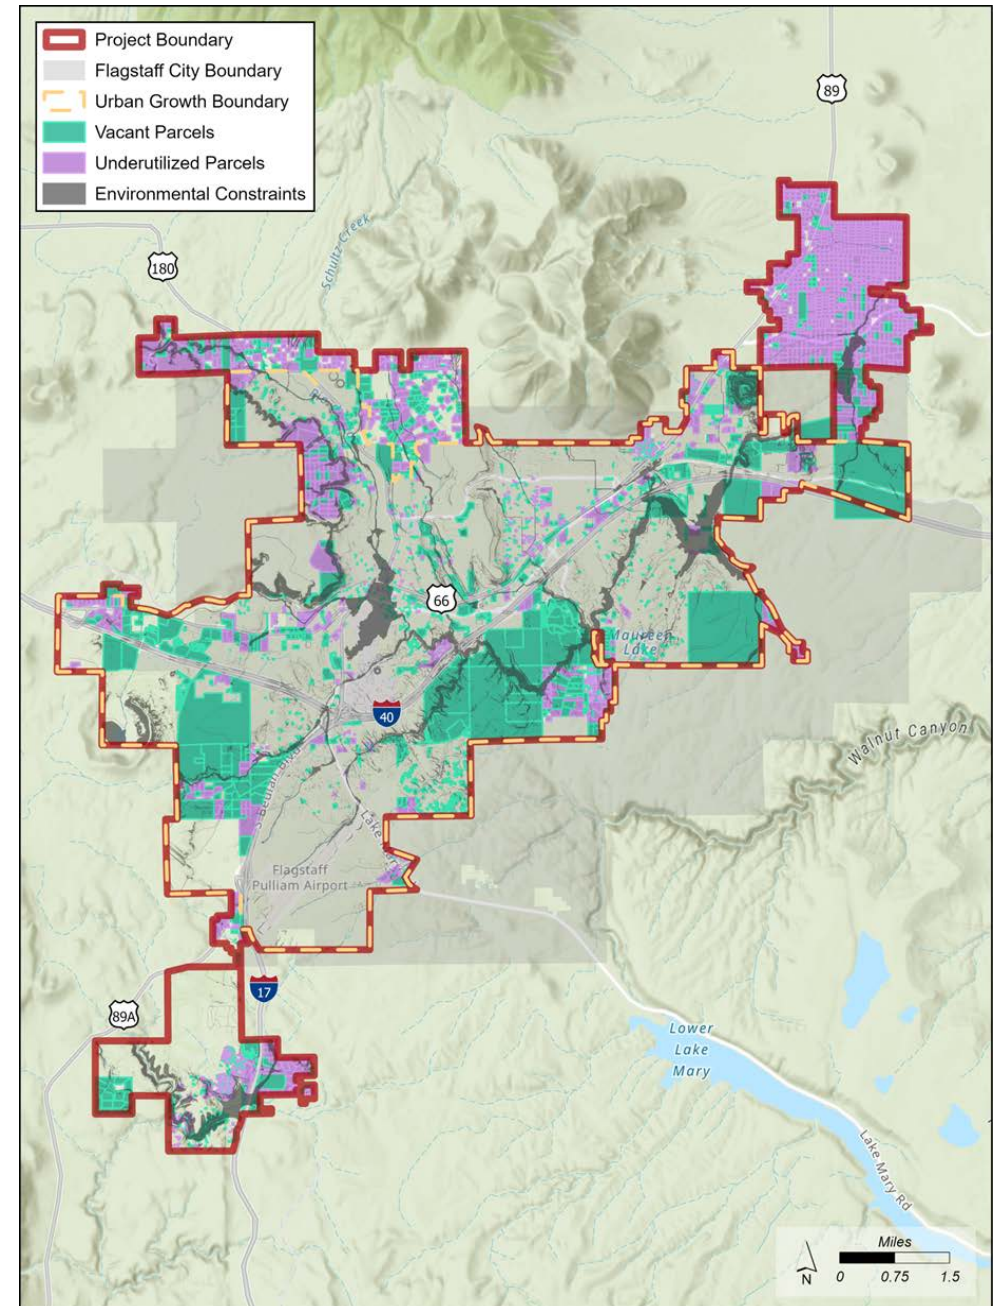 Project Boundary
Flagstaff City Boundary
Urban Growth Boundary
Vacant Parcels
Underutilized Parcels
Environmental Constraints
89
180
Schultz Creek
66
Maureen
Lake
40
Walnut Canyon
S Beulah Blvd
Lake Mary
Flagstaff
Pulliam Airport
17
89A
Lower
Lake
Mary
Lake Mary Rd
Miles
N
0 0.75 1.5